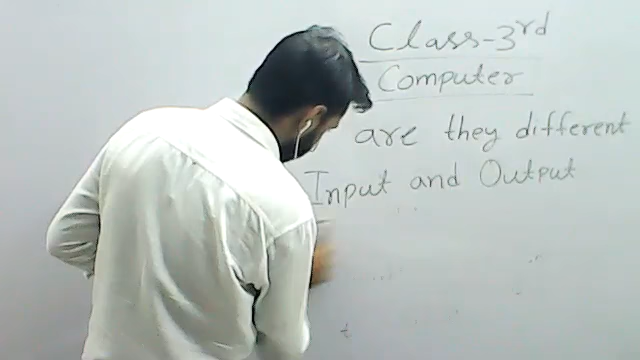 Class-3rd
Computer
are they different
Input and Output